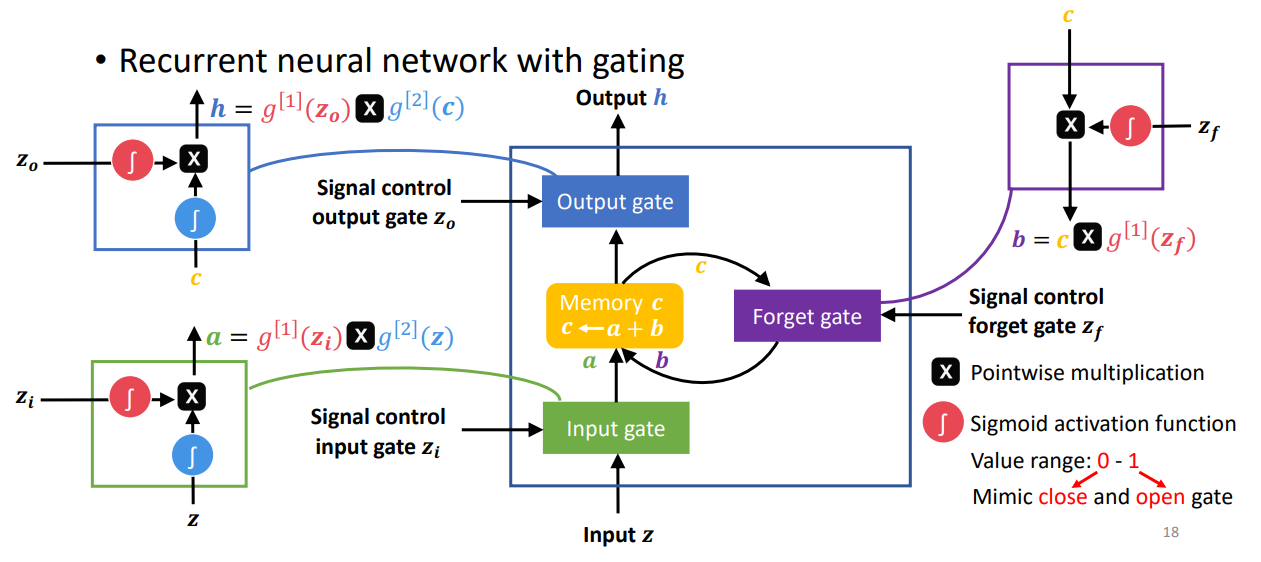 • Recurrent neural network with gating
h = g[1](z_o) X g[2](c)
z_o
∫
X
∫
c
a = g[1](z_i) X g[2](z)
z_i
∫
X
∫
z
Output h
Signal control
output gate z_o
Output gate
c
Memory c
c ← a + b
a
b
Forget gate
Signal control
input gate z_i
Input gate
Input z
c
X
∫
z_f
b = c X g[1](z_f)
Signal control
forget gate z_f
X Pointwise multiplication
∫ Sigmoid activation function
Value range: 0 - 1
Mimic close and open gate
18